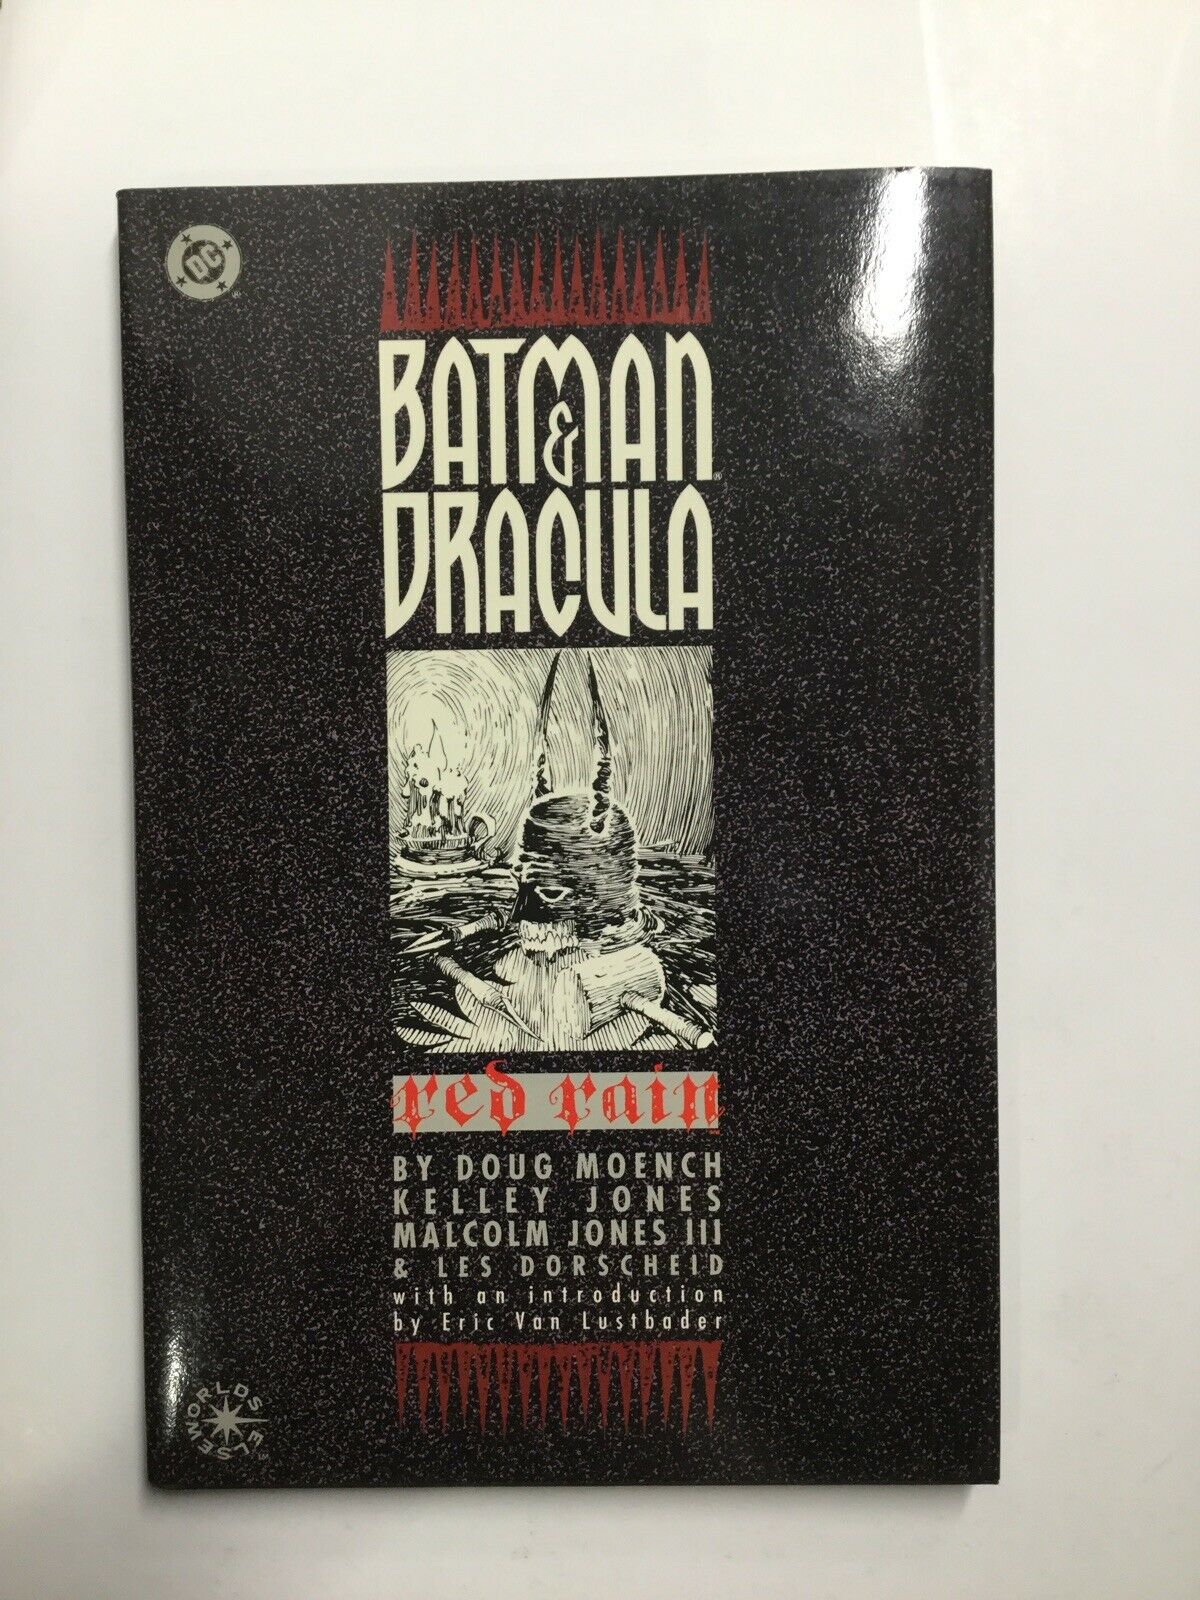 DC
BATMAN
&
DRACULA
red rain
BY DOUG MOENCH
KELLEY JONES
MALCOLM JONES III
& LES DORSCHEID
with an introduction
by Eric Van Lustbader
ELSEWORLDS